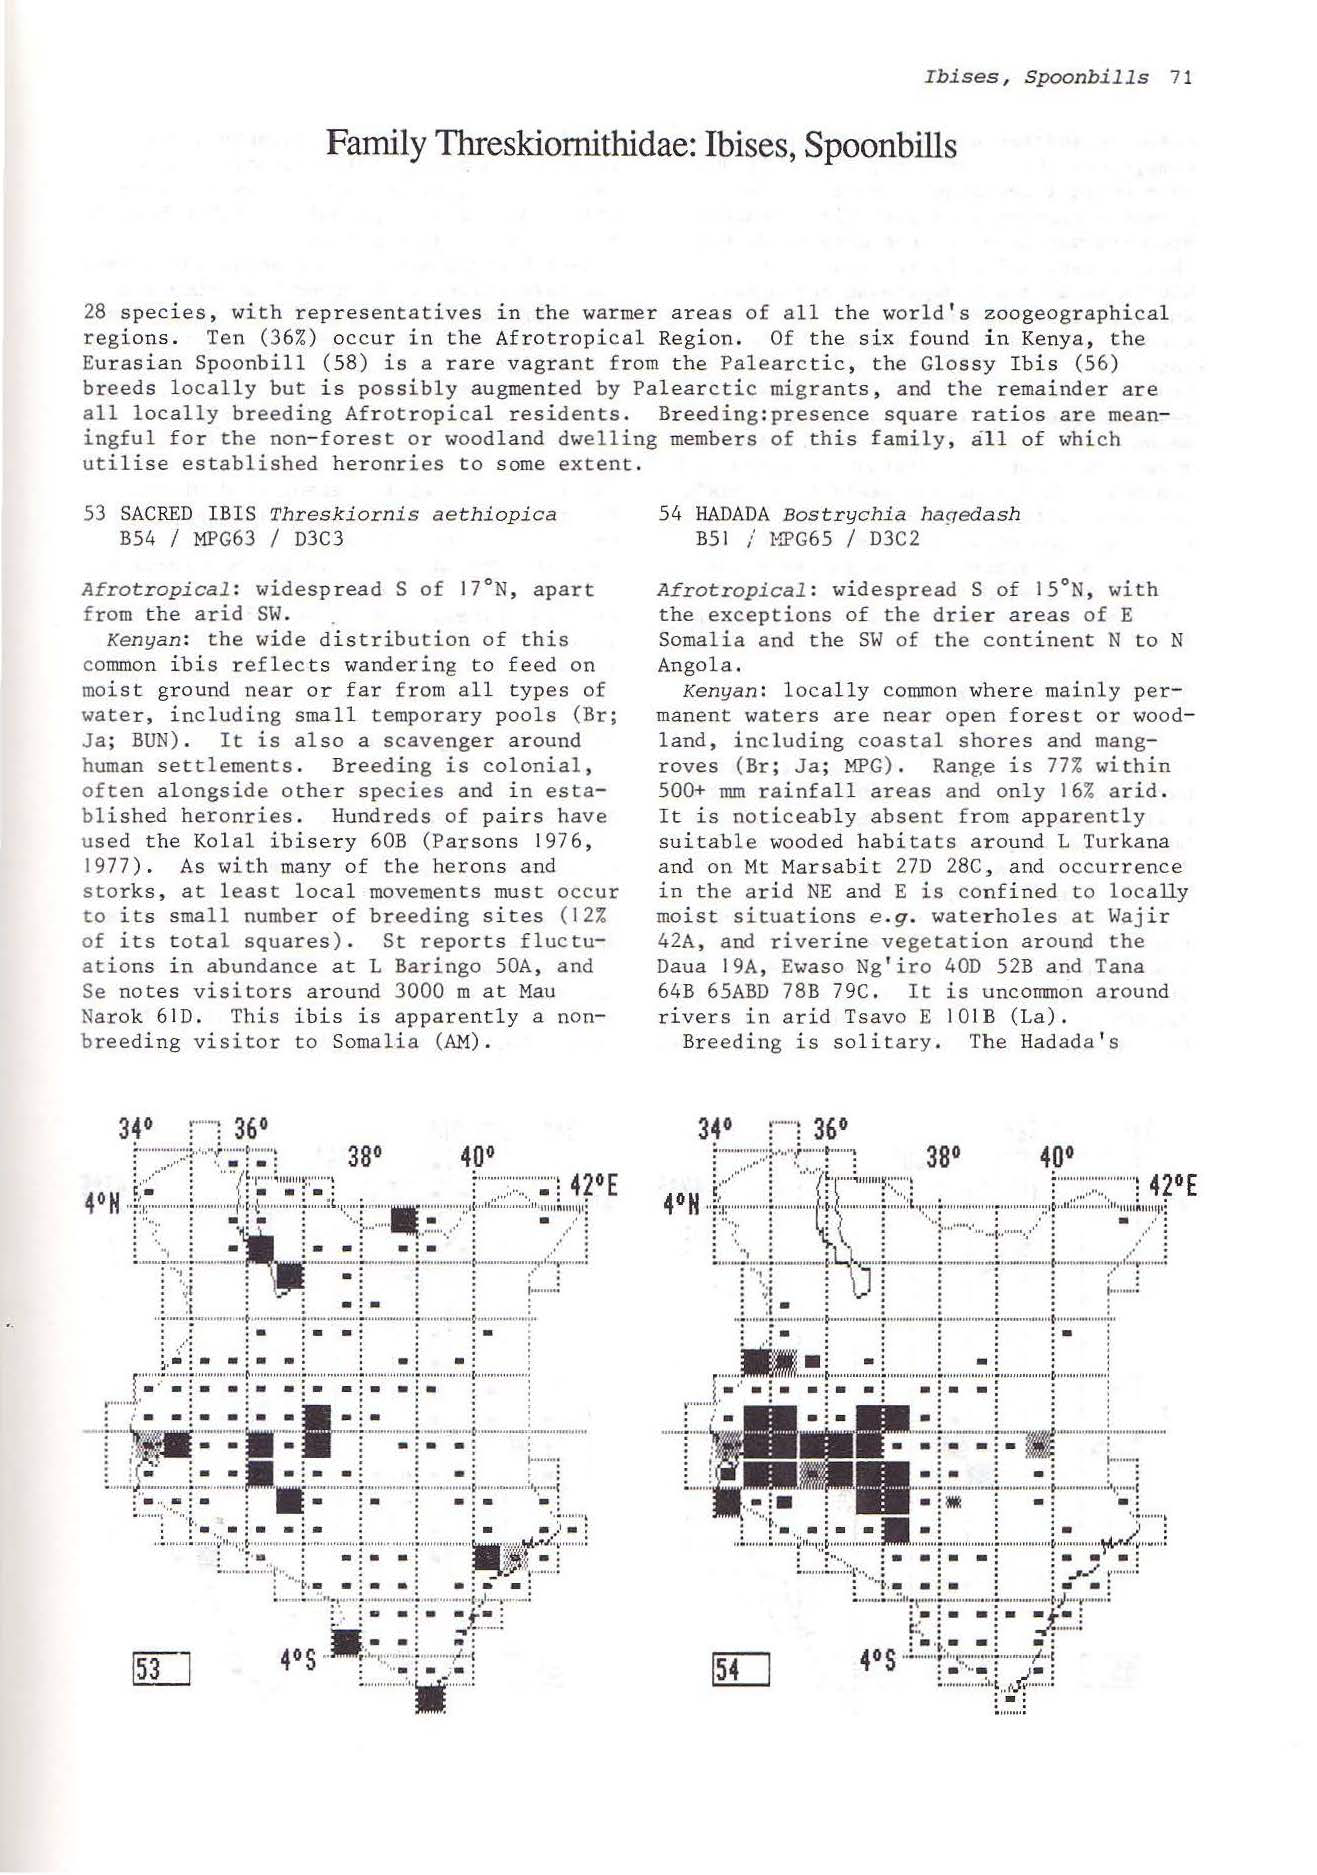 Ibises, Spoonbills 71
Family Threskiornithidae: Ibises, Spoonbills
28 species, with representatives in the warmer areas of all the world's zoogeographical
regions. Ten (36%) occur in the Afrotropical Region. Of the six found in Kenya, the
Eurasian Spoonbill (58) is a rare vagrant from the Palearctic, the Glossy Ibis (56)
breeds locally but is possibly augmented by Palearctic migrants, and the remainder are
all locally breeding Afrotropical residents. Breeding:presence square ratios are mean-
ingful for the non-forest or woodland dwelling members of this family, all of which
utilise established heronries to some extent.
53 SACRED IBIS Threskiornis aethiopica
B54 / MPG63 / D3C3
Afrotropical: widespread S of 17°N, apart
from the arid SW.
Kenyan: the wide distribution of this
common ibis reflects wandering to feed on
moist ground near or far from all types of
water, including small temporary pools (Br;
Ja; BUN). It is also a scavenger around
human settlements. Breeding is colonial,
often alongside other species and in esta-
blished heronries. Hundreds of pairs have
used the Kolal ibisery 60B (Parsons 1976,
1977). As with many of the herons and
storks, at least local movements must occur
to its small number of breeding sites (12%
of its total squares). St reports fluctu-
ations in abundance at L Baringo 50A, and
Se notes visitors around 3000 m at Mau
Narok 61D. This ibis is apparently a non-
breeding visitor to Somalia (AM).
54 HADADA Bostrychia hagedash
B51 / MPG65 / D3C2
Afrotropical: widespread S of 15°N, with
the exceptions of the drier areas of E
Somalia and the SW of the continent N to N
Angola.
Kenyan: locally common where mainly per-
manent waters are near open forest or wood-
land, including coastal shores and mang-
roves (Br; Ja; MPG). Range is 77% within
500+ mm rainfall areas and only 16% arid.
It is noticeably absent from apparently
suitable wooded habitats around L Turkana
and on Mt Marsabit 27D 28C, and occurrence
in the arid NE and E is confined to locally
moist situations e.g. waterholes at Wajir
42A, and riverine vegetation around the
Daua 19A, Ewaso Ng'iro 40D 52B and Tana
64B 65ABD 78B 79C. It is uncommon around
rivers in arid Tsavo E 101B (La).
Breeding is solitary. The Hadada's
34° 36°
38° 40°
42°E
4°N
4°S
53
34° 36°
38° 40°
42°E
4°N
4°S
54